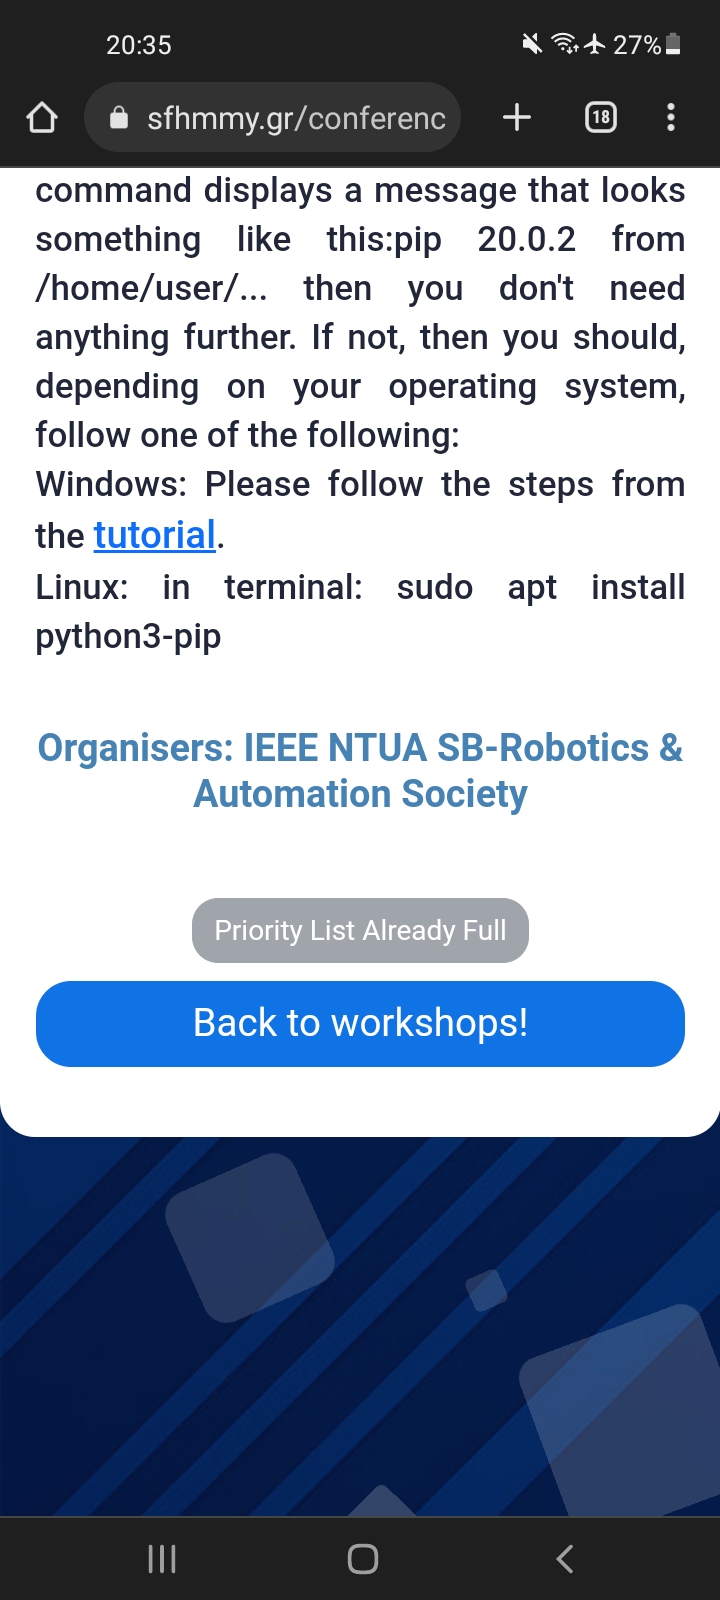 20:35
27%
sfhmmy.gr/conferenc
18
command displays a message that looks
something like this:pip 20.0.2 from
/home/user/... then you don't need
anything further. If not, then you should,
depending on your operating system,
follow one of the following:
Windows: Please follow the steps from
the tutorial.
Linux: in terminal: sudo apt install
python3-pip
Organisers: IEEE NTUA SB-Robotics &
Automation Society
Priority List Already Full
Back to workshops!